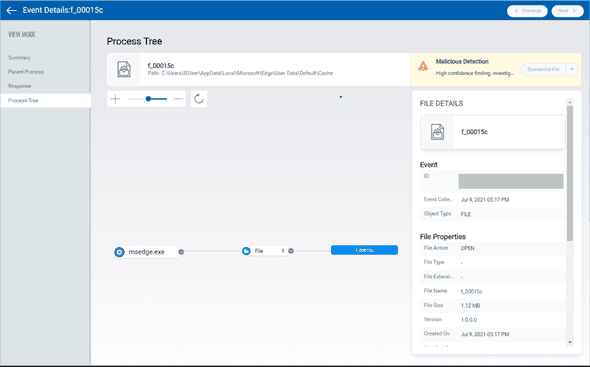 Event Details:f_00015c
Previous
Next
VIEW MODE
Summary
Parent Process
Response
Process Tree
Process Tree
f_00015c
Path: C:\Users\IEUser\AppData\Local\Microsoft\Edge\User Data\Default\Cache
Malicious Detection
High confidence finding, investig...
Quarantine File
msedge.exe
File 1
f_00015c
FILE DETAILS
f_00015c
Event
ID
Event Colle... Jul 9, 2021 05:17 PM
Object Type FILE
File Properties
File Action OPEN
File Type -
File Extensi... -
File Name f_00015c
File Size 1.12 MB
Version 1.0.6.0
Created On Jul 9, 2021 05:17 PM